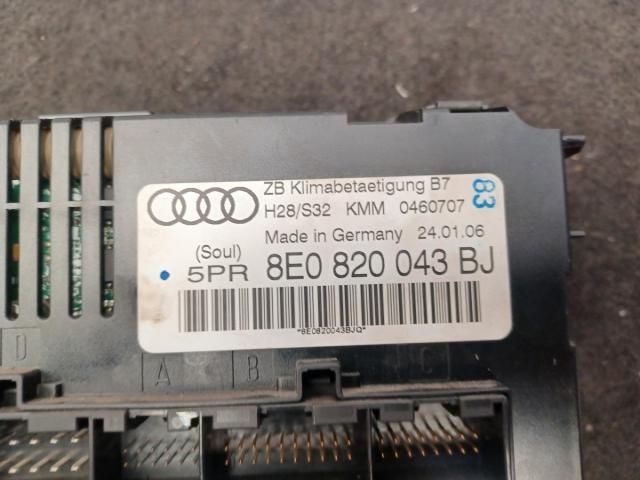 ZB Klimabetaetigung B7
83
H28/S32 KMM 0460707
Made in Germany 24.01.06
(Soul)
5PR 8E0 820 043 BJ
*8E0820043BJQ*
D
A
B
C